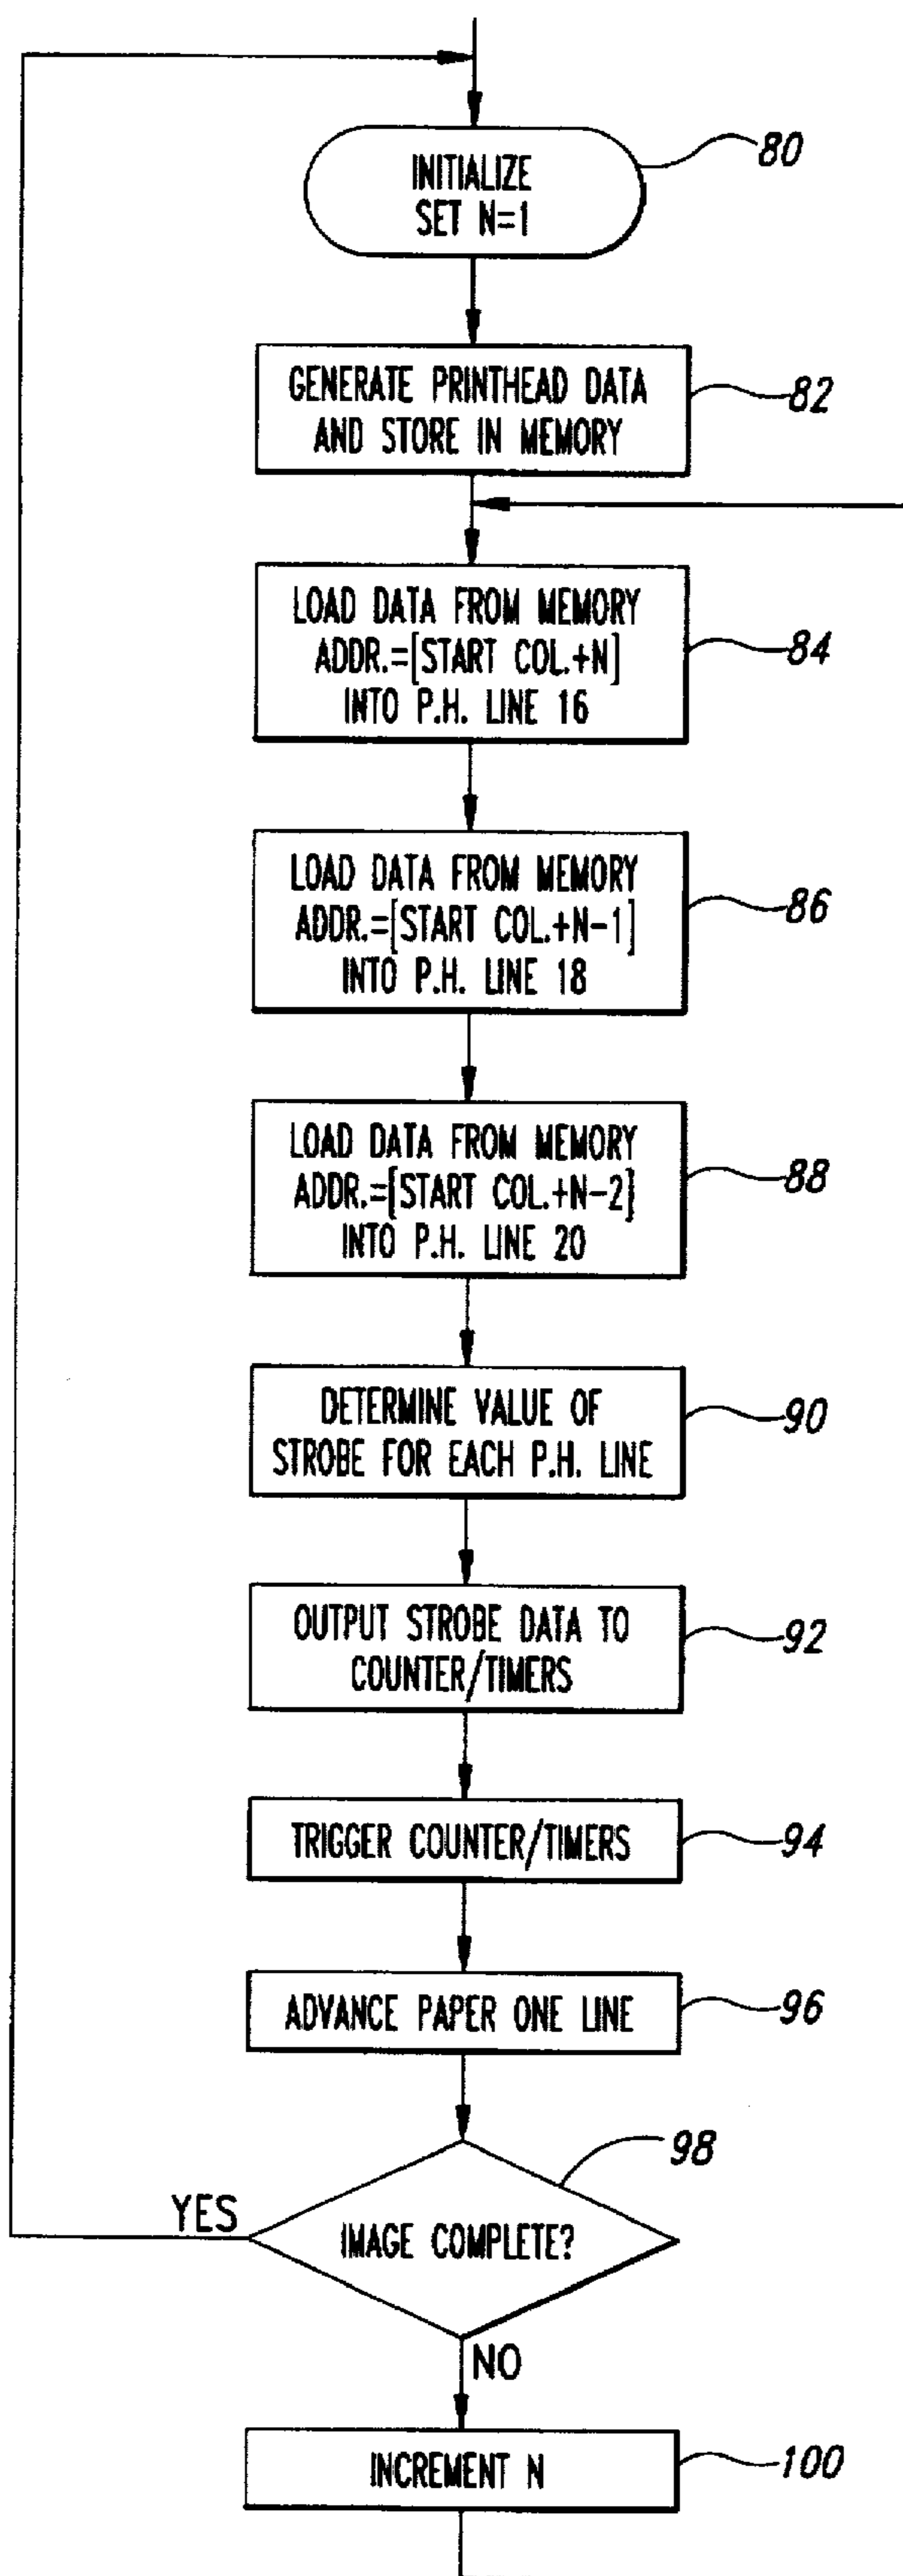 INITIALIZE
SET N=1
80
GENERATE PRINTHEAD DATA
AND STORE IN MEMORY
82
LOAD DATA FROM MEMORY
ADDR.=[START COL.+N]
INTO P.H. LINE 16
84
LOAD DATA FROM MEMORY
ADDR.=[START COL.+N-1]
INTO P.H. LINE 18
86
LOAD DATA FROM MEMORY
ADDR.=[START COL.+N-2]
INTO P.H. LINE 20
88
DETERMINE VALUE OF
STROBE FOR EACH P.H. LINE
90
OUTPUT STROBE DATA TO
COUNTER/TIMERS
92
TRIGGER COUNTER/TIMERS
94
ADVANCE PAPER ONE LINE
96
98
YES
IMAGE COMPLETE?
NO
INCREMENT N
100